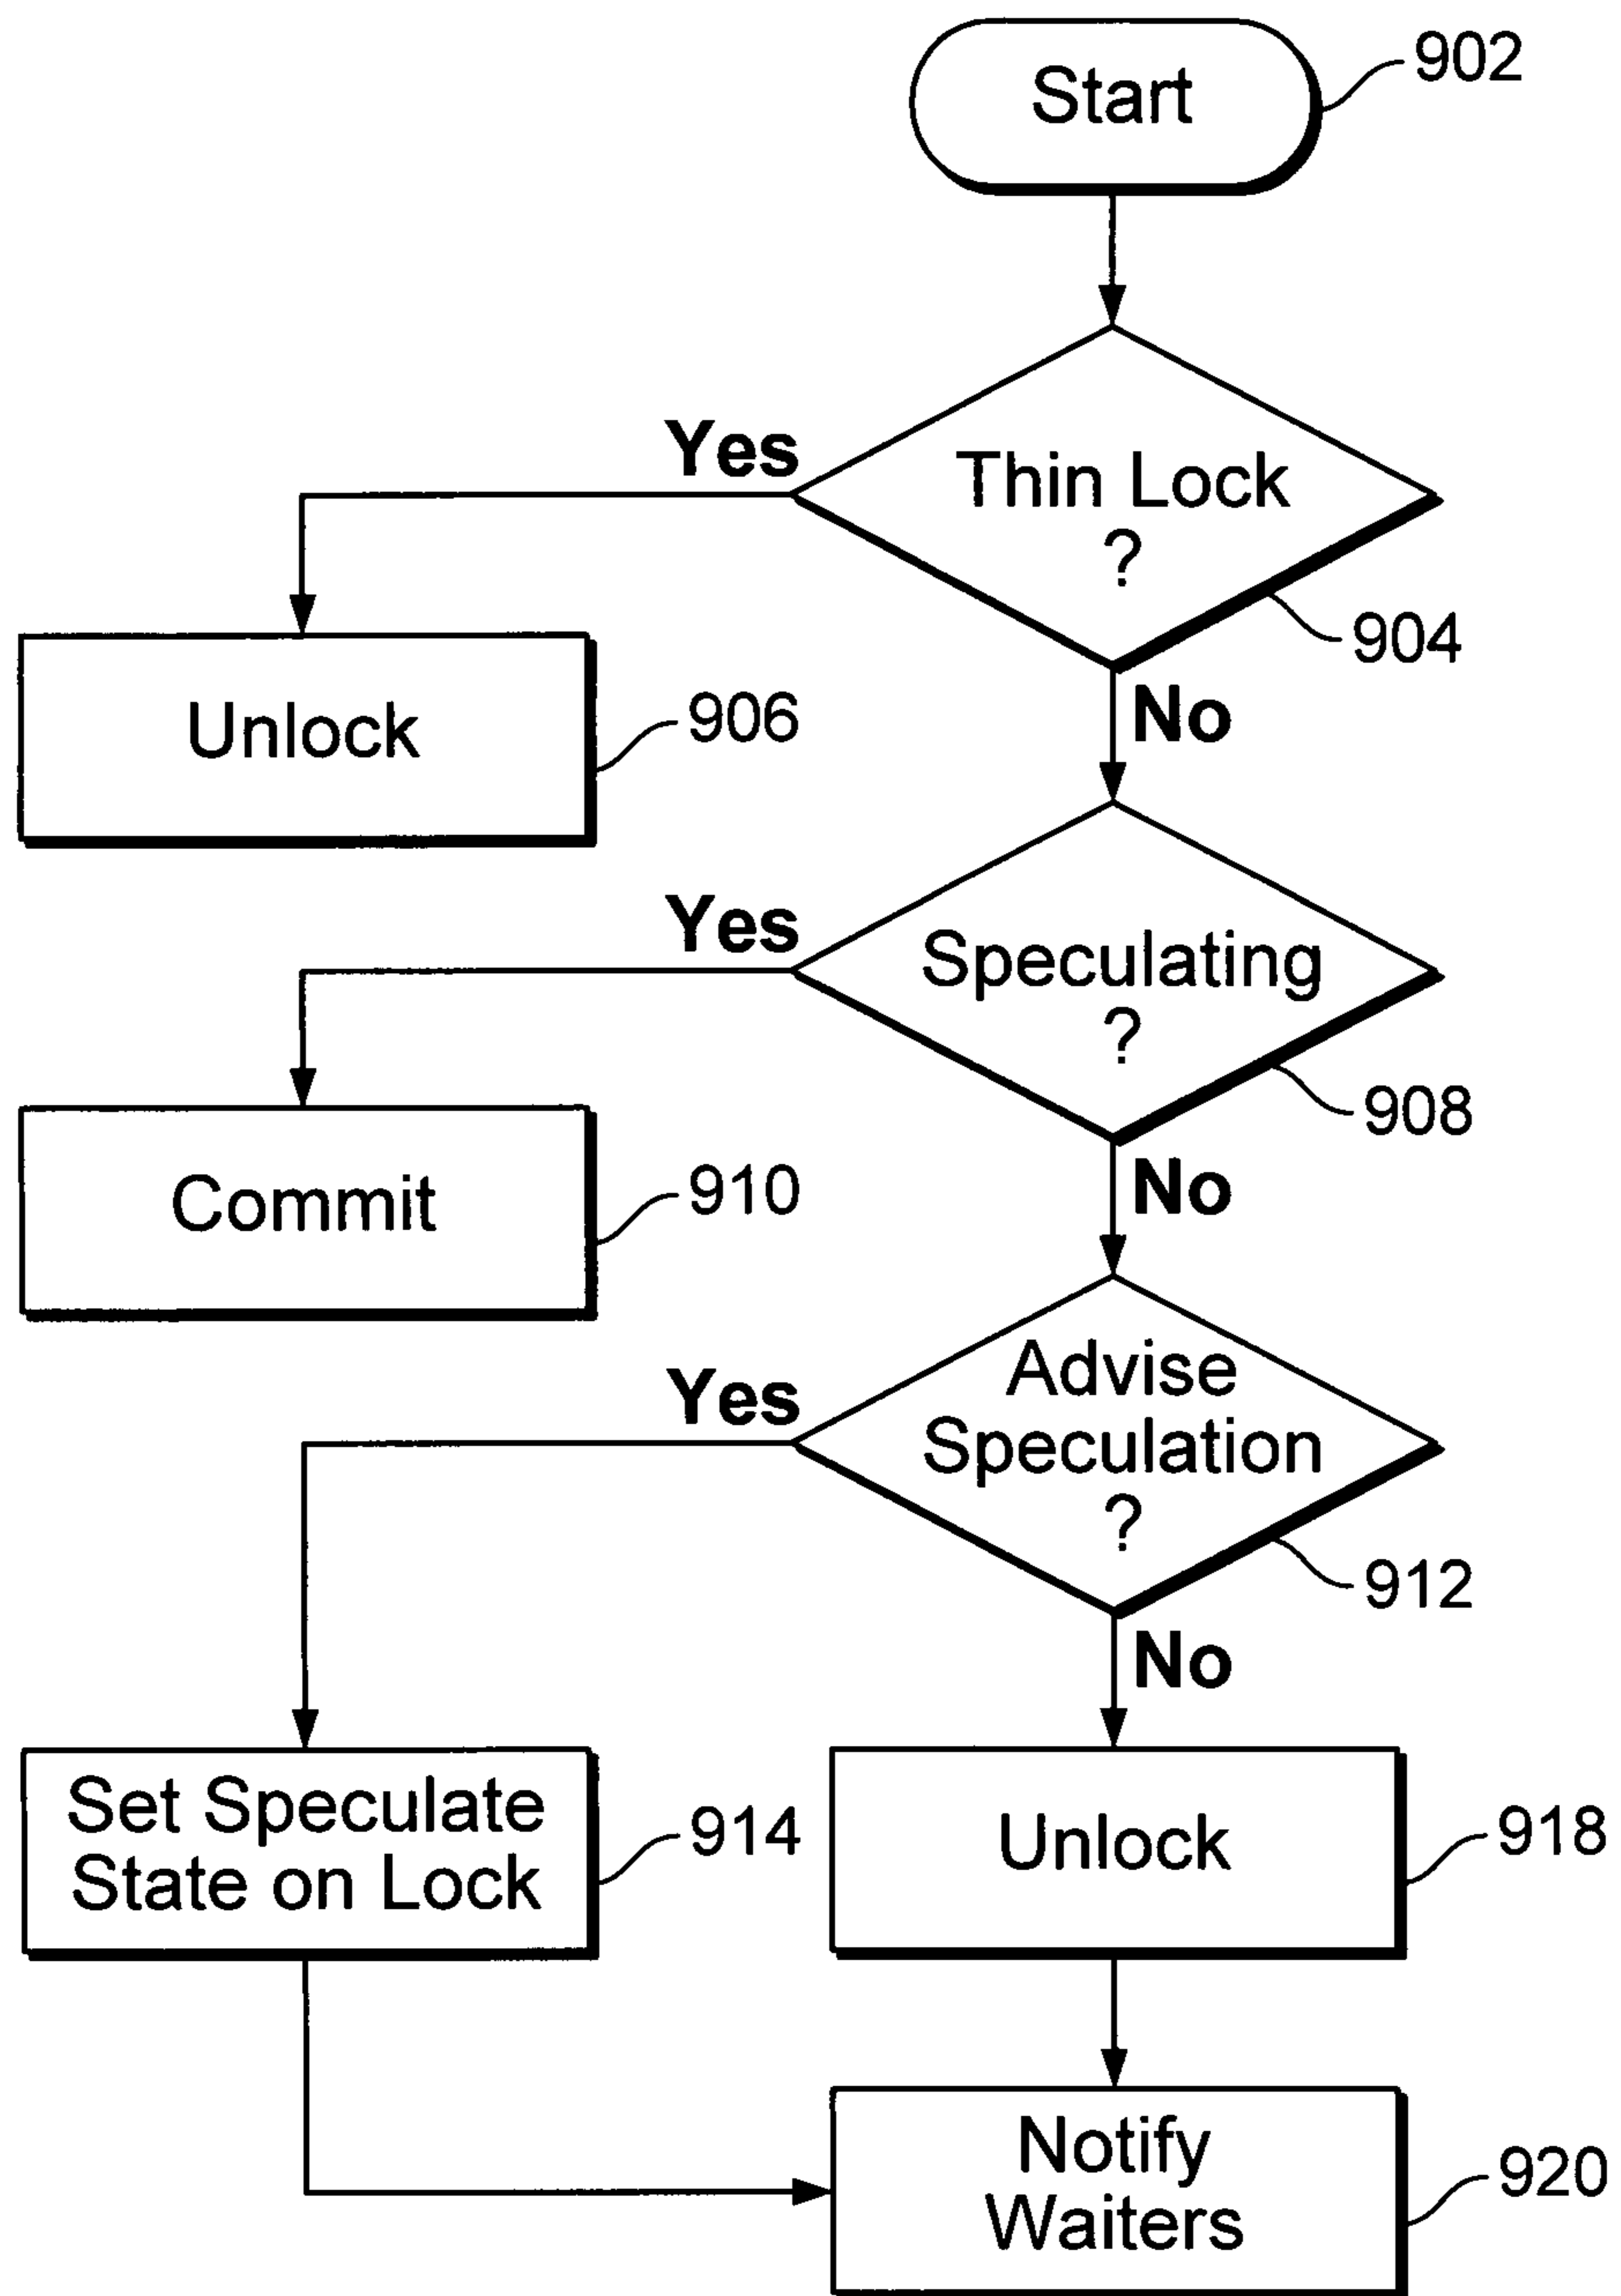 Start
902
Yes
Thin Lock
?
904
No
Unlock
906
Yes
Speculating
?
908
No
Commit
910
Yes
Advise
Speculation
?
912
No
Set Speculate
State on Lock
914
Unlock
918
Notify
Waiters
920